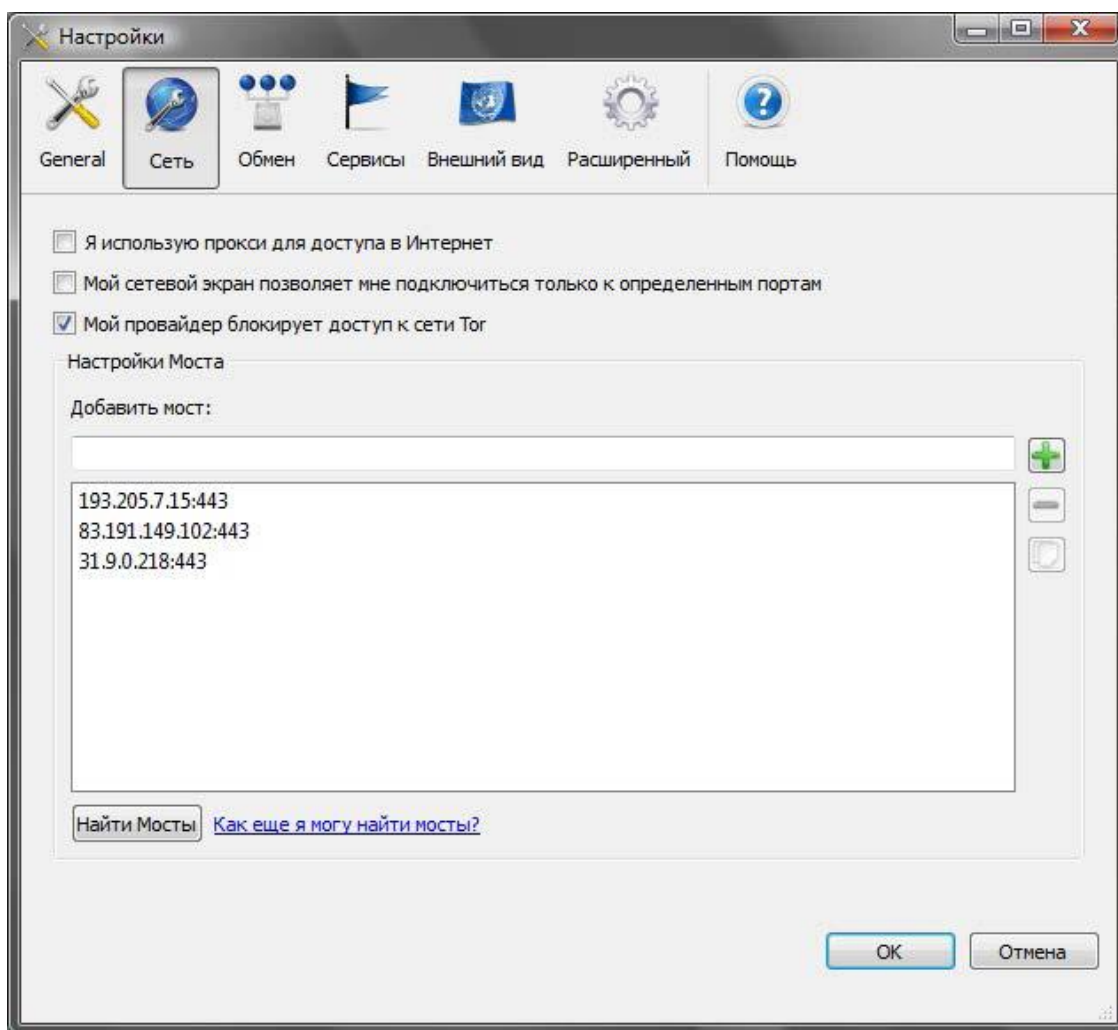 Настройки
General Сеть Обмен Сервисы Внешний вид Расширенный Помощь
Я использую прокси для доступа в Интернет
Мой сетевой экран позволяет мне подключиться только к определенным портам
Мой провайдер блокирует доступ к сети Tor
Настройки Моста
Добавить мост:
193.205.7.15:443
83.191.149.102:443
31.9.0.218:443
Найти Мосты Как еще я могу найти мосты?
OK Отмена